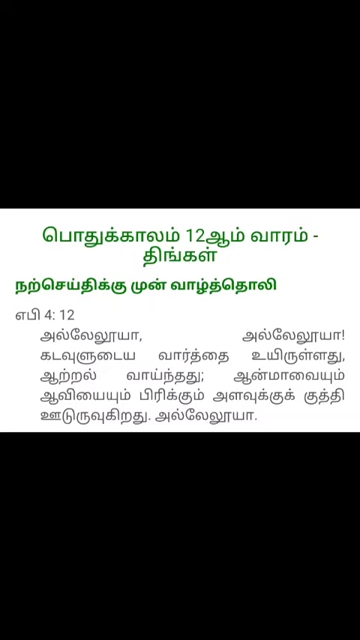 பொதுக்காலம் 12ஆம் வாரம் -
திங்கள்
நற்செய்திக்கு முன் வாழ்த்தொலி
எபி 4: 12
அல்லேலூயா, அல்லேலூயா!
கடவுளுடைய வார்த்தை உயிருள்ளது,
ஆற்றல் வாய்ந்தது; ஆன்மாவையும்
ஆவியையும் பிரிக்கும் அளவுக்குக் குத்தி
ஊடுருவுகிறது. அல்லேலூயா.